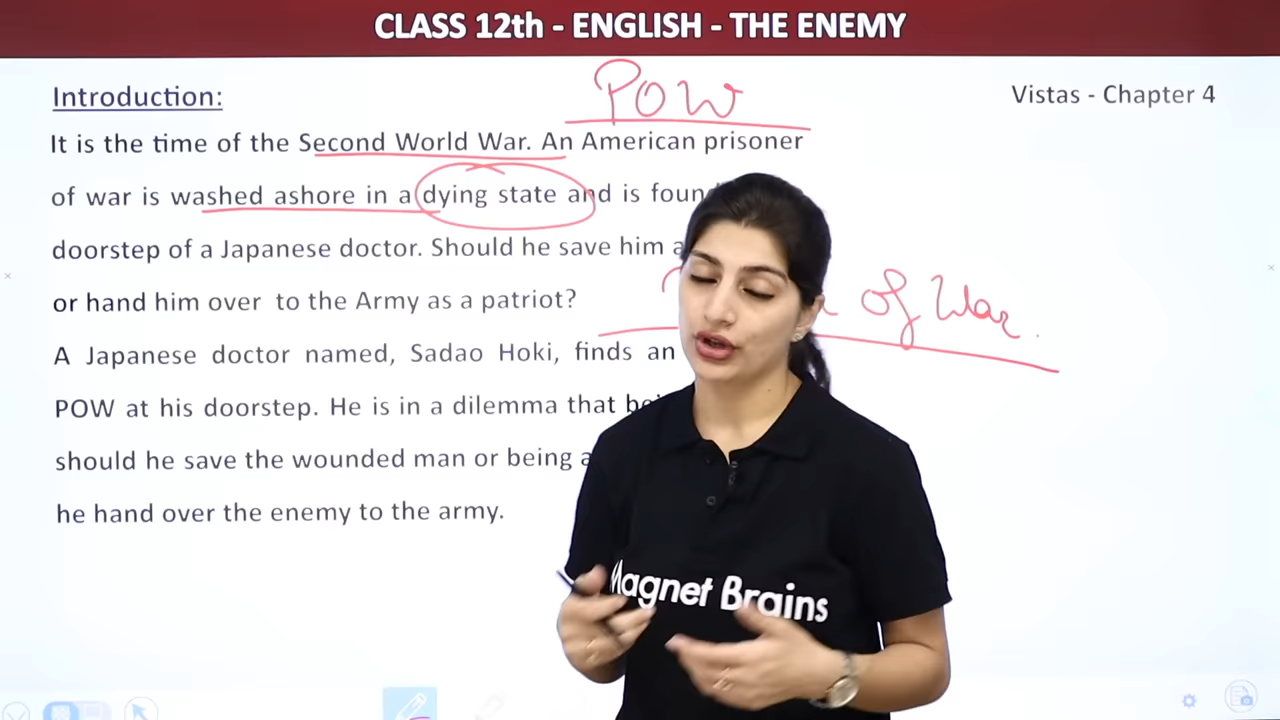 CLASS 12th - ENGLISH - THE ENEMY
Introduction:
POW
Vistas - Chapter 4
It is the time of the Second World War. An American prisoner
of war is washed ashore in a dying state and is
doorstep of a Japanese doctor. Should he save him
or hand him over to the Army as a patriot?
of War.
A Japanese doctor named, Sadao Hoki, finds an
POW at his doorstep. He is in a dilemma that
should he save the wounded man or being
he hand over the enemy to the army.
Magnet Brains